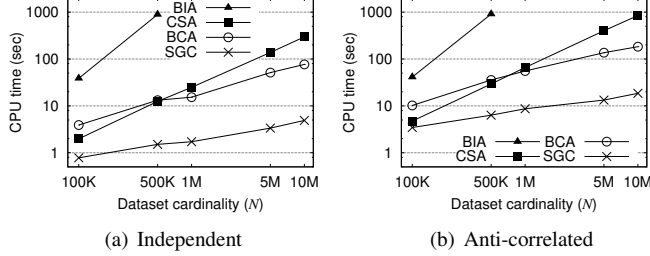 1000
100
10
1
CPU time (sec)
BIA
CSA
BCA
SGC
100K 500K 1M 5M 10M
Dataset cardinality (N)
(a) Independent
1000
100
10
1
CPU time (sec)
BIA BCA
CSA SGC
100K 500K 1M 5M 10M
Dataset cardinality (N)
(b) Anti-correlated